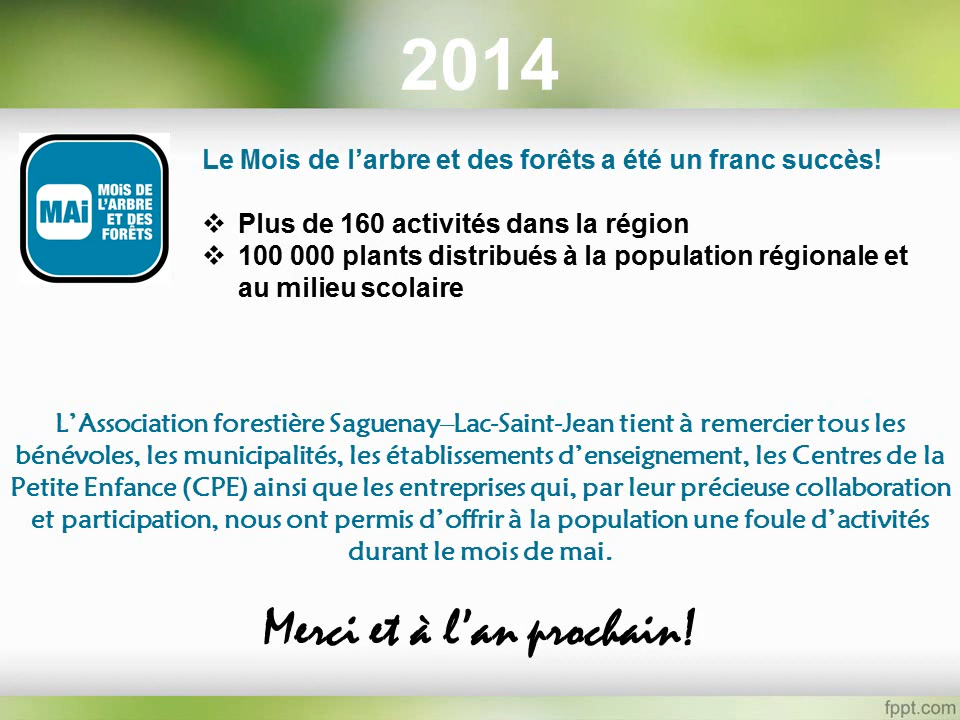 2014
MAi
MOiS DE
L'ARBRE
ET DES
FORÊTS
Le Mois de l’arbre et des forêts a été un franc succès!
❖ Plus de 160 activités dans la région
❖ 100 000 plants distribués à la population régionale et
au milieu scolaire
L’Association forestière Saguenay–Lac-Saint-Jean tient à remercier tous les
bénévoles, les municipalités, les établissements d’enseignement, les Centres de la
Petite Enfance (CPE) ainsi que les entreprises qui, par leur précieuse collaboration
et participation, nous ont permis d’offrir à la population une foule d’activités
durant le mois de mai.
Merci et à l’an prochain!
fppt.com